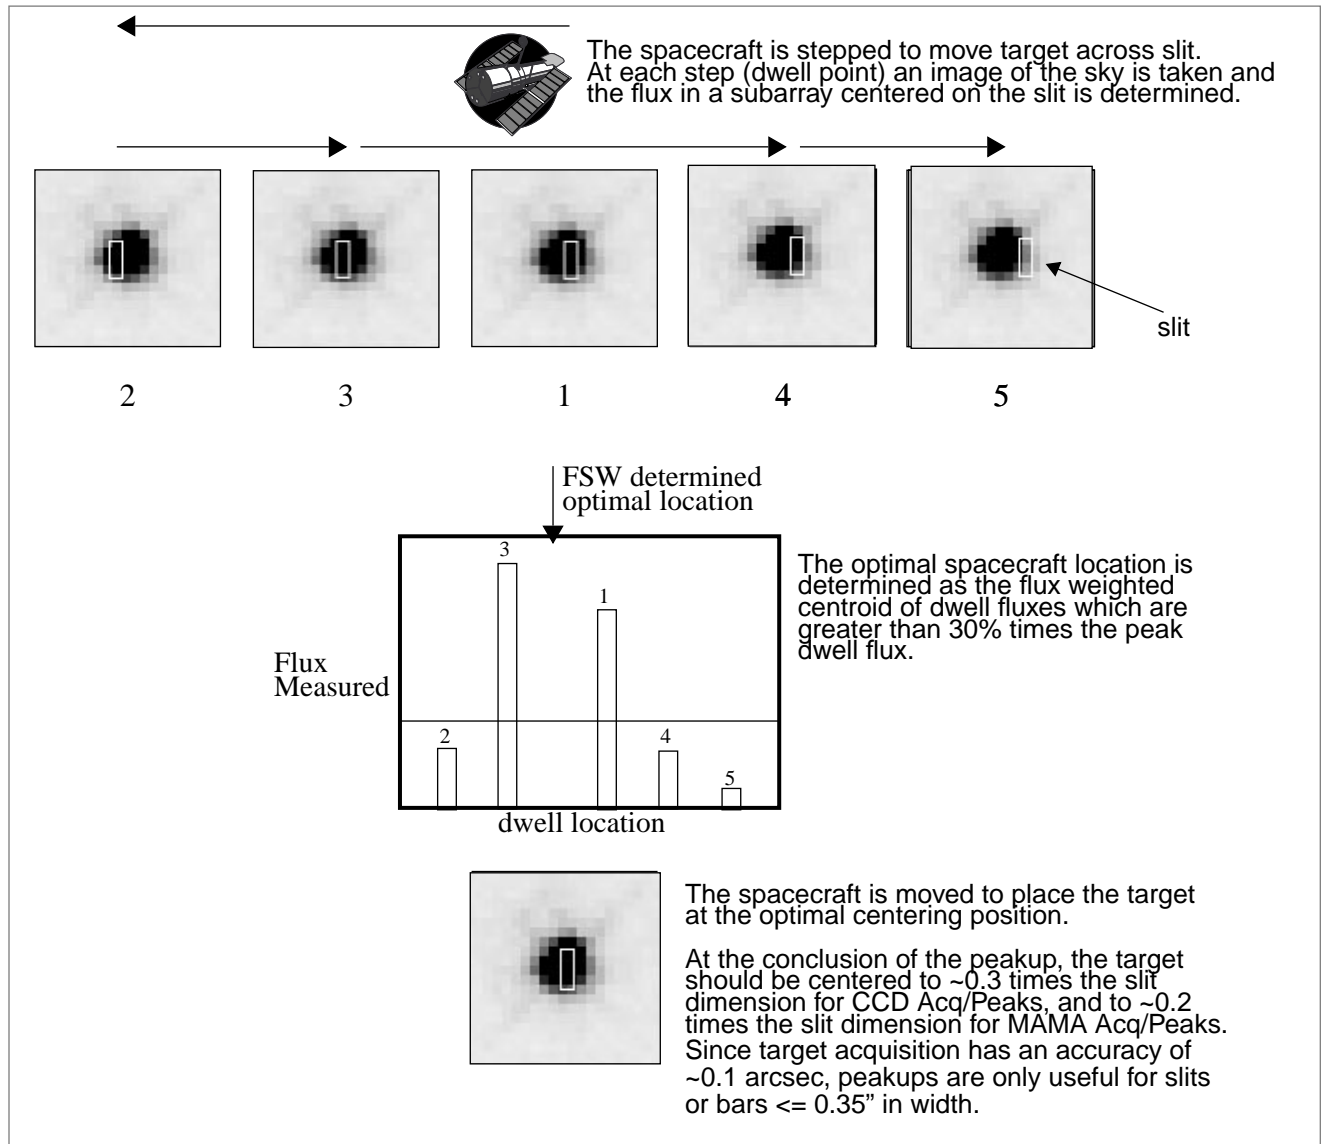 The spacecraft is stepped to move target across slit.
At each step (dwell point) an image of the sky is taken and
the flux in a subarray centered on the slit is determined.
slit
2
3
1
4
5
FSW determined
optimal location
3
1
2
4
5
Flux
Measured
dwell location
The optimal spacecraft location is
determined as the flux weighted
centroid of dwell fluxes which are
greater than 30% times the peak
dwell flux.
The spacecraft is moved to place the target
at the optimal centering position.
At the conclusion of the peakup, the target
should be centered to ~0.3 times the slit
dimension for CCD Acq/Peaks, and to ~0.2
times the slit dimension for MAMA Acq/Peaks.
Since target acquisition has an accuracy of
~0.1 arcsec, peakups are only useful for slits
or bars <= 0.35” in width.